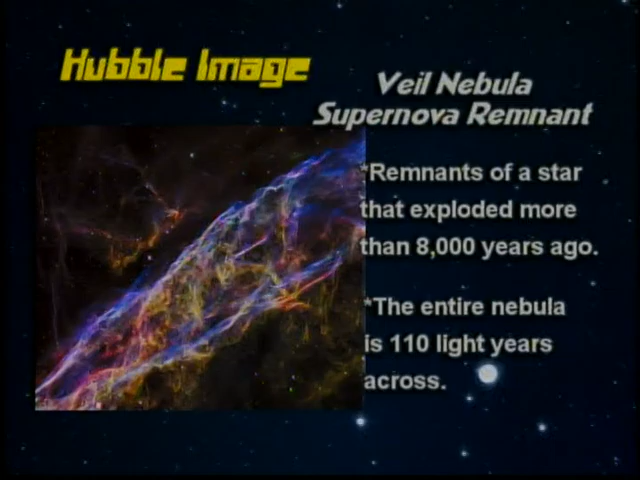 Hubble Image
Veil Nebula
Supernova Remnant
*Remnants of a star
that exploded more
than 8,000 years ago.
*The entire nebula
is 110 light years
across.